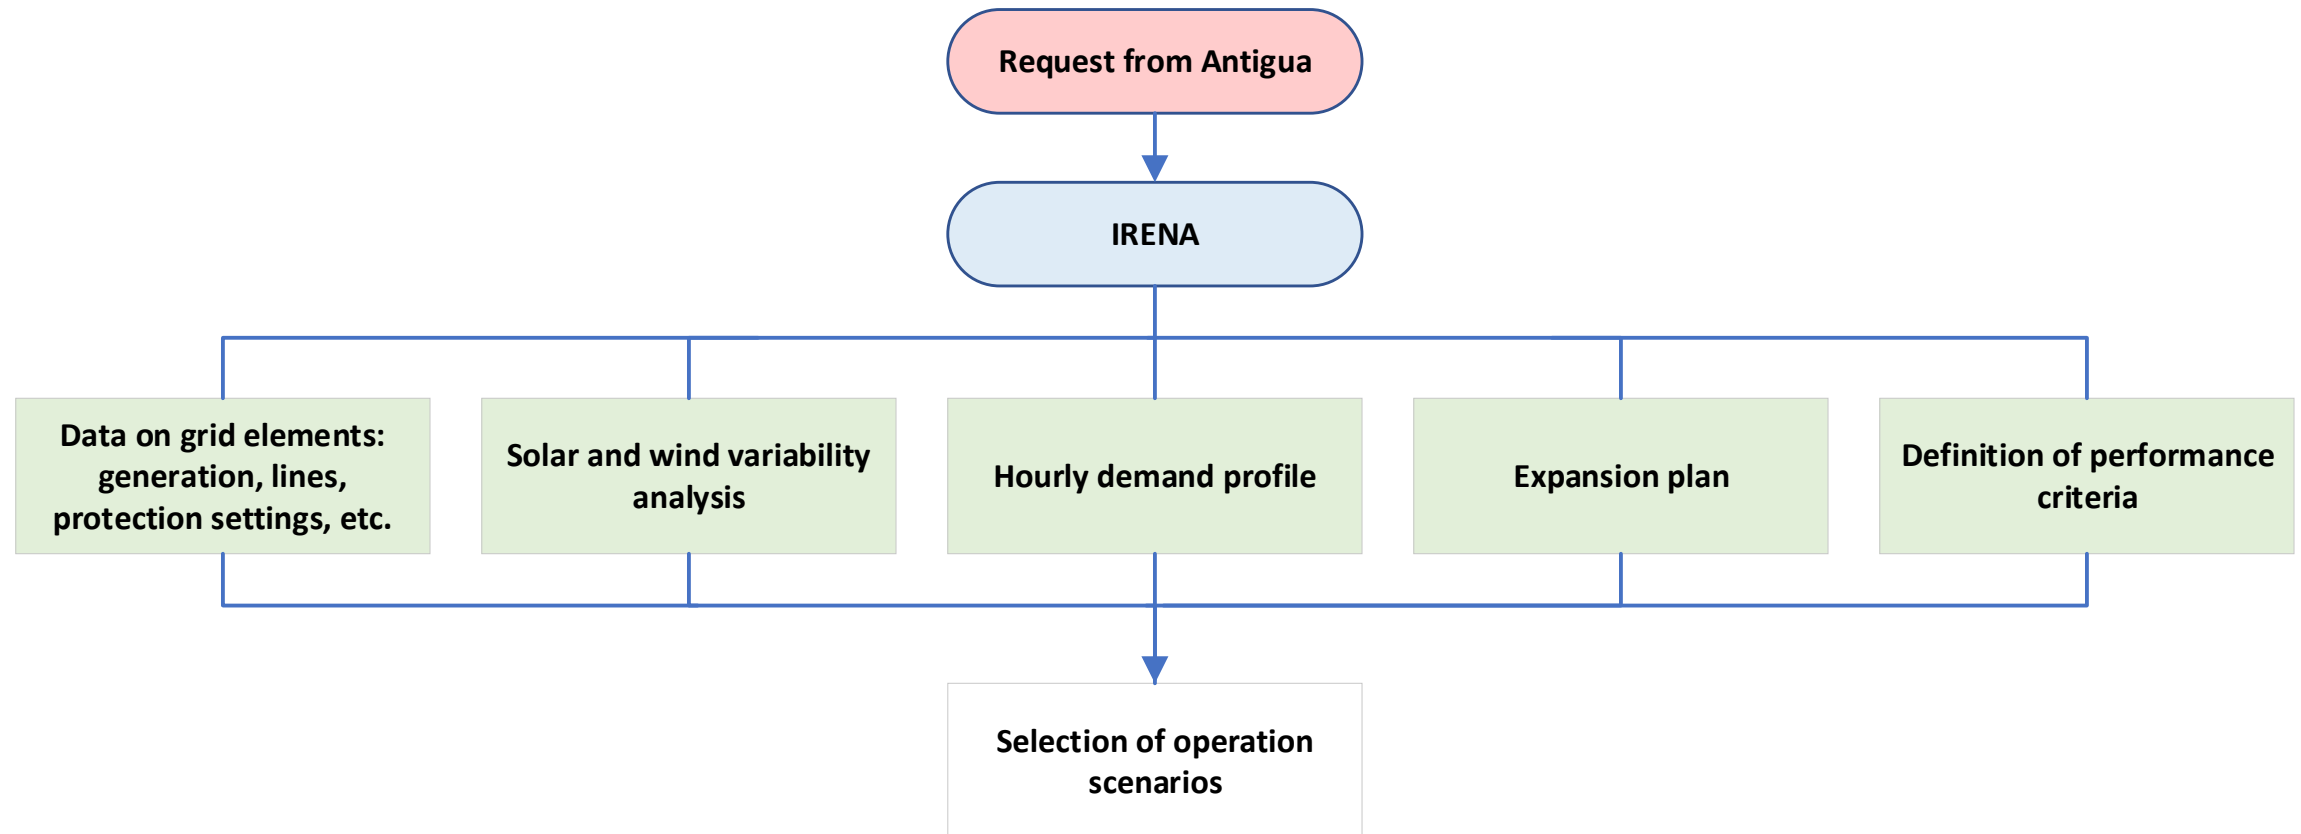 Request from Antigua
IRENA
Data on grid elements:
generation, lines,
protection settings, etc.
Solar and wind variability
analysis
Hourly demand profile
Expansion plan
Definition of performance
criteria
Selection of operation
scenarios